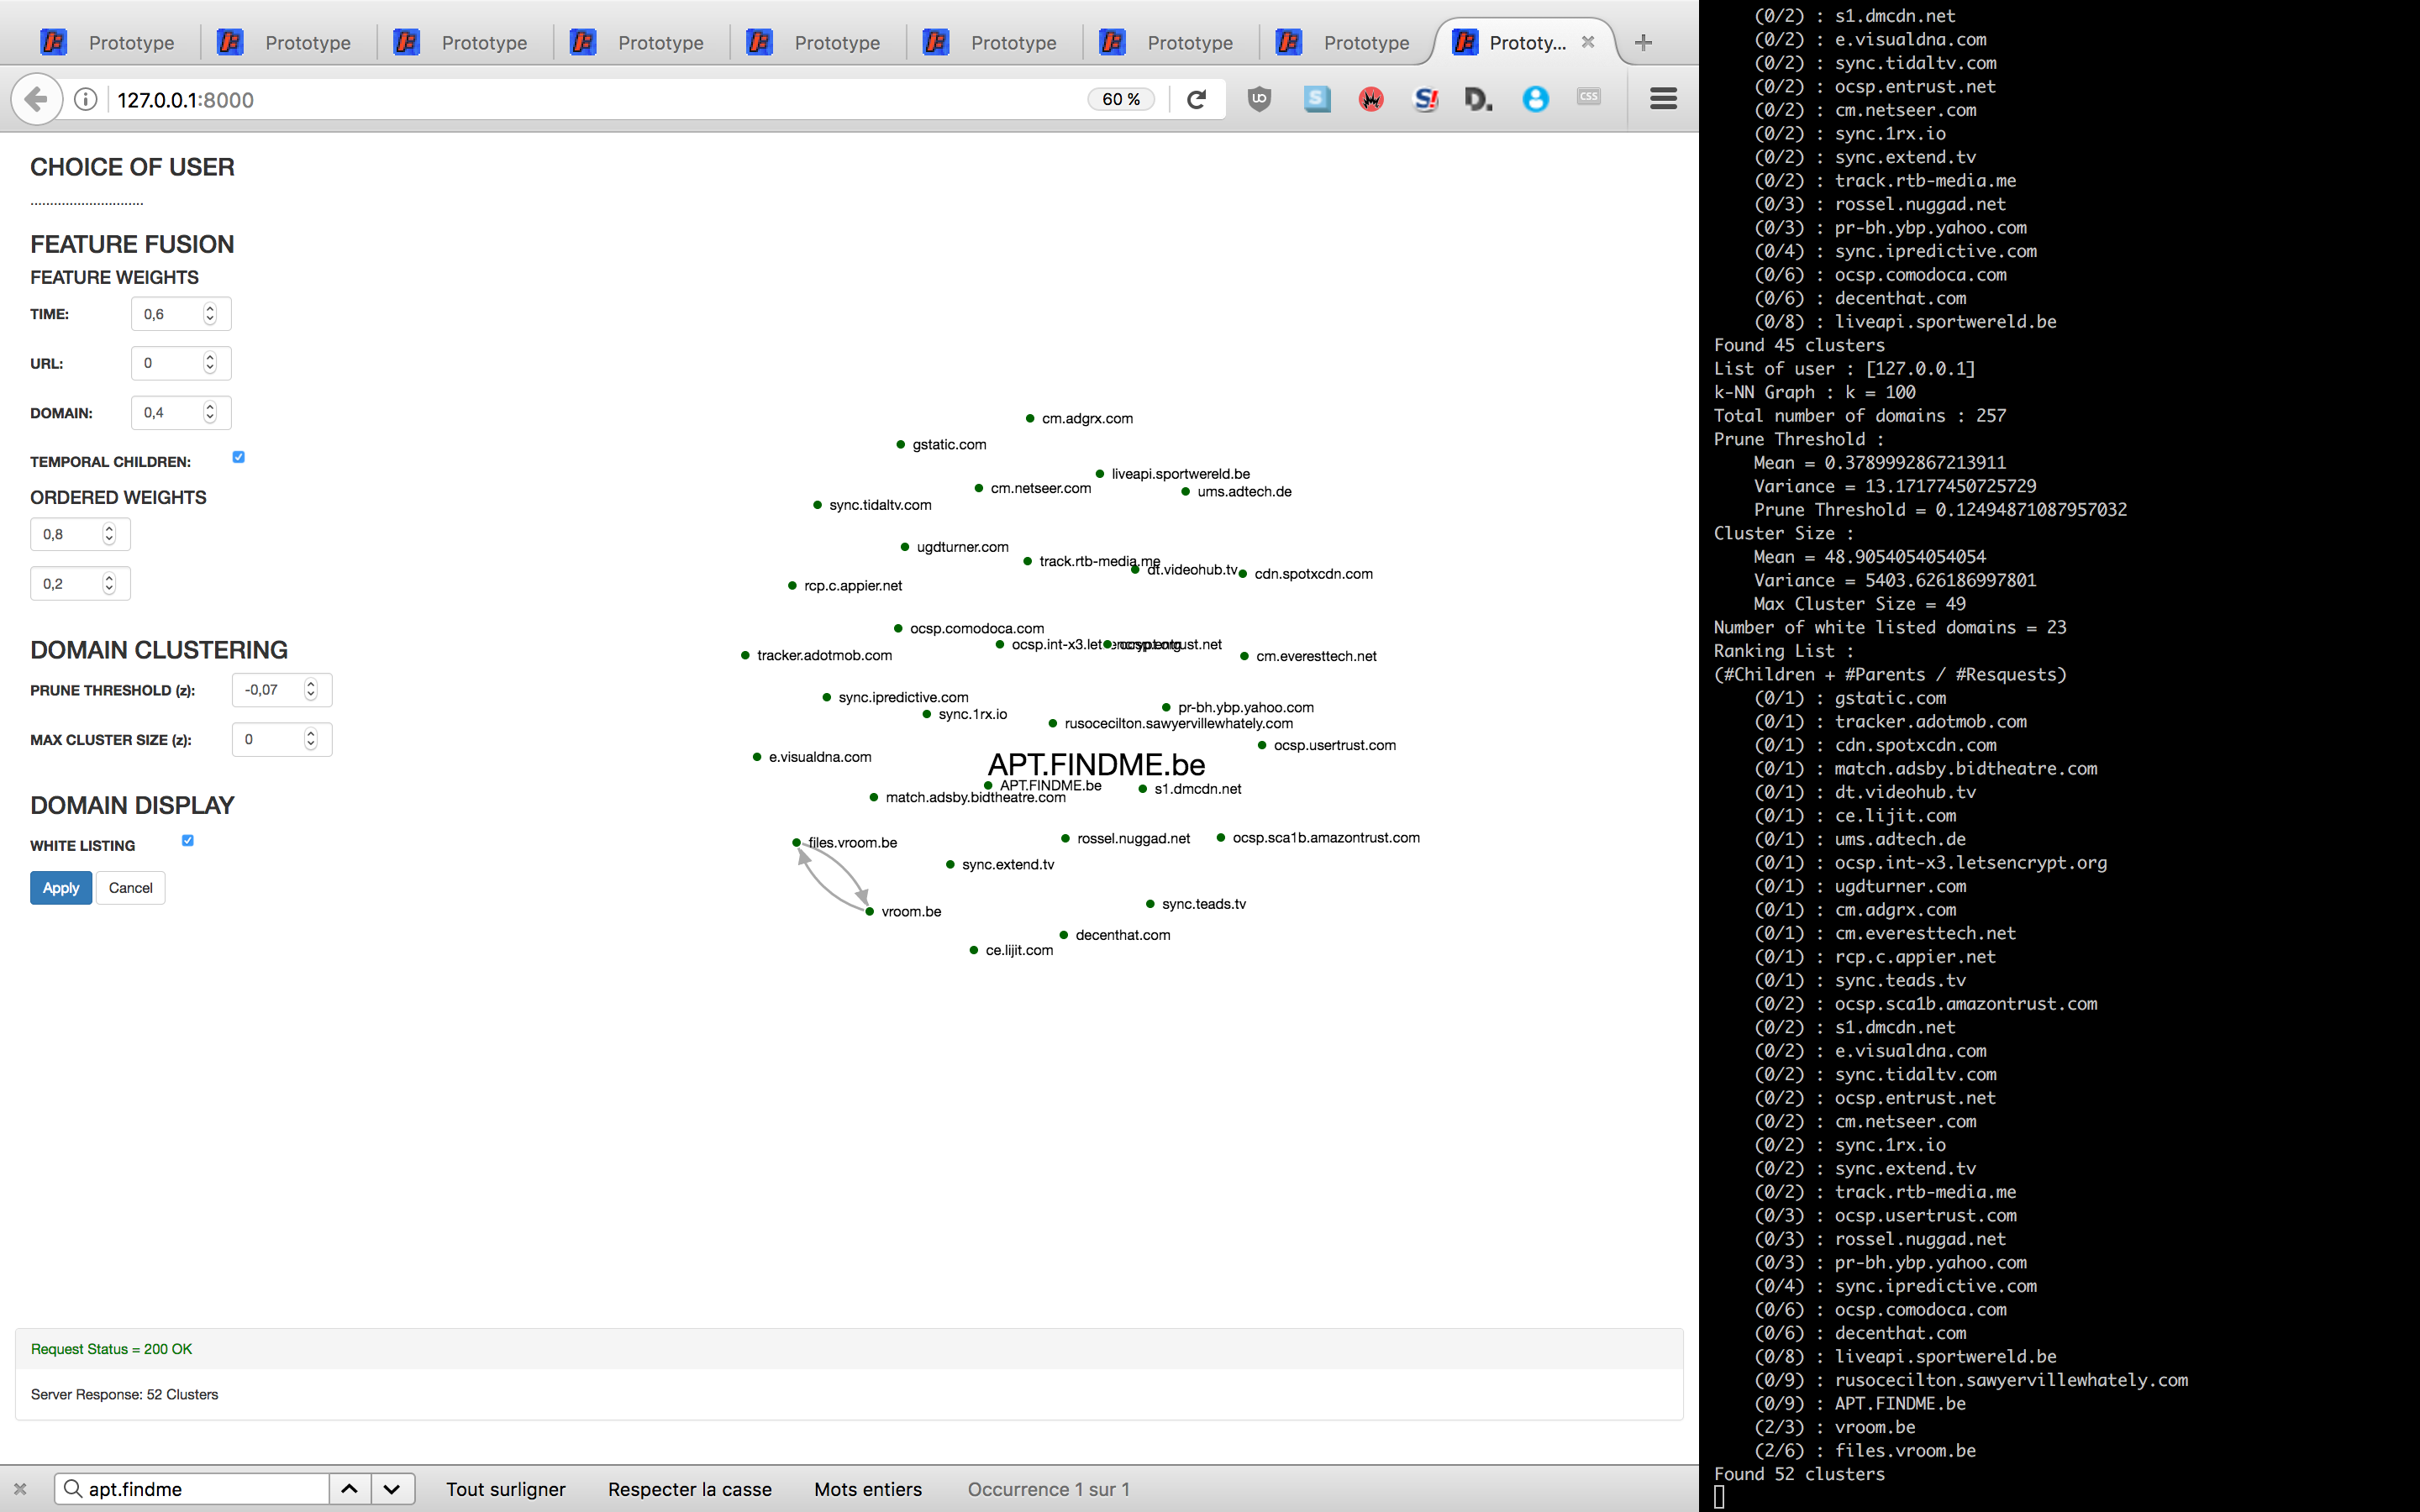 Prototype Prototype Prototype Prototype Prototype Prototype Prototype Prototype Prototy...
127.0.0.1:8000 60 %
CHOICE OF USER
.............................
FEATURE FUSION
FEATURE WEIGHTS
TIME: 0,6
URL: 0
DOMAIN: 0,4
TEMPORAL CHILDREN:
ORDERED WEIGHTS
0,8
0,2
DOMAIN CLUSTERING
PRUNE THRESHOLD (z): -0,07
MAX CLUSTER SIZE (z): 0
DOMAIN DISPLAY
WHITE LISTING
Apply Cancel
cm.adgrx.com
gstatic.com
liveapi.sportwereld.be
cm.netseer.com
ums.adtech.de
sync.tidaltv.com
ugdturner.com
track.rtb-media.me
dt.videohub.tv
cdn.spotxcdn.com
rcp.c.appier.net
ocsp.comodoca.com
ocsp.int-x3.letsencrypt.org
ocsp.entrust.net
tracker.adotmob.com
cm.everesttech.net
sync.ipredictive.com
pr-bh.ybp.yahoo.com
sync.1rx.io
rusocecilton.sawyervillewhately.com
ocsp.usertrust.com
e.visualdna.com
APT.FINDME.be
APT.FINDME.be
s1.dmcdn.net
match.adsby.bidtheatre.com
files.vroom.be
rossel.nuggad.net
ocsp.sca1b.amazontrust.com
sync.extend.tv
sync.teads.tv
vroom.be
decenthat.com
ce.lijit.com
Request Status = 200 OK
Server Response: 52 Clusters
apt.findme Tout surligner Respecter la casse Mots entiers Occurrence 1 sur 1
(0/2) : s1.dmcdn.net
(0/2) : e.visualdna.com
(0/2) : sync.tidaltv.com
(0/2) : ocsp.entrust.net
(0/2) : cm.netseer.com
(0/2) : sync.1rx.io
(0/2) : sync.extend.tv
(0/2) : track.rtb-media.me
(0/3) : rossel.nuggad.net
(0/3) : pr-bh.ybp.yahoo.com
(0/4) : sync.ipredictive.com
(0/6) : ocsp.comodoca.com
(0/6) : decenthat.com
(0/8) : liveapi.sportwereld.be
Found 45 clusters
List of user : [127.0.0.1]
k-NN Graph : k = 100
Total number of domains : 257
Prune Threshold :
Mean = 0.3789992867213911
Variance = 13.17177450725729
Prune Threshold = 0.12494871087957032
Cluster Size :
Mean = 48.9054054054054
Variance = 5403.626186997801
Max Cluster Size = 49
Number of white listed domains = 23
Ranking List :
(#Children + #Parents / #Resquests)
(0/1) : gstatic.com
(0/1) : tracker.adotmob.com
(0/1) : cdn.spotxcdn.com
(0/1) : match.adsby.bidtheatre.com
(0/1) : dt.videohub.tv
(0/1) : ce.lijit.com
(0/1) : ums.adtech.de
(0/1) : ocsp.int-x3.letsencrypt.org
(0/1) : ugdturner.com
(0/1) : cm.adgrx.com
(0/1) : cm.everesttech.net
(0/1) : rcp.c.appier.net
(0/1) : sync.teads.tv
(0/2) : ocsp.sca1b.amazontrust.com
(0/2) : s1.dmcdn.net
(0/2) : e.visualdna.com
(0/2) : sync.tidaltv.com
(0/2) : ocsp.entrust.net
(0/2) : cm.netseer.com
(0/2) : sync.1rx.io
(0/2) : sync.extend.tv
(0/2) : track.rtb-media.me
(0/3) : ocsp.usertrust.com
(0/3) : rossel.nuggad.net
(0/3) : pr-bh.ybp.yahoo.com
(0/4) : sync.ipredictive.com
(0/6) : ocsp.comodoca.com
(0/6) : decenthat.com
(0/8) : liveapi.sportwereld.be
(0/9) : rusocecilton.sawyervillewhately.com
(0/9) : APT.FINDME.be
(2/3) : vroom.be
(2/6) : files.vroom.be
Found 52 clusters